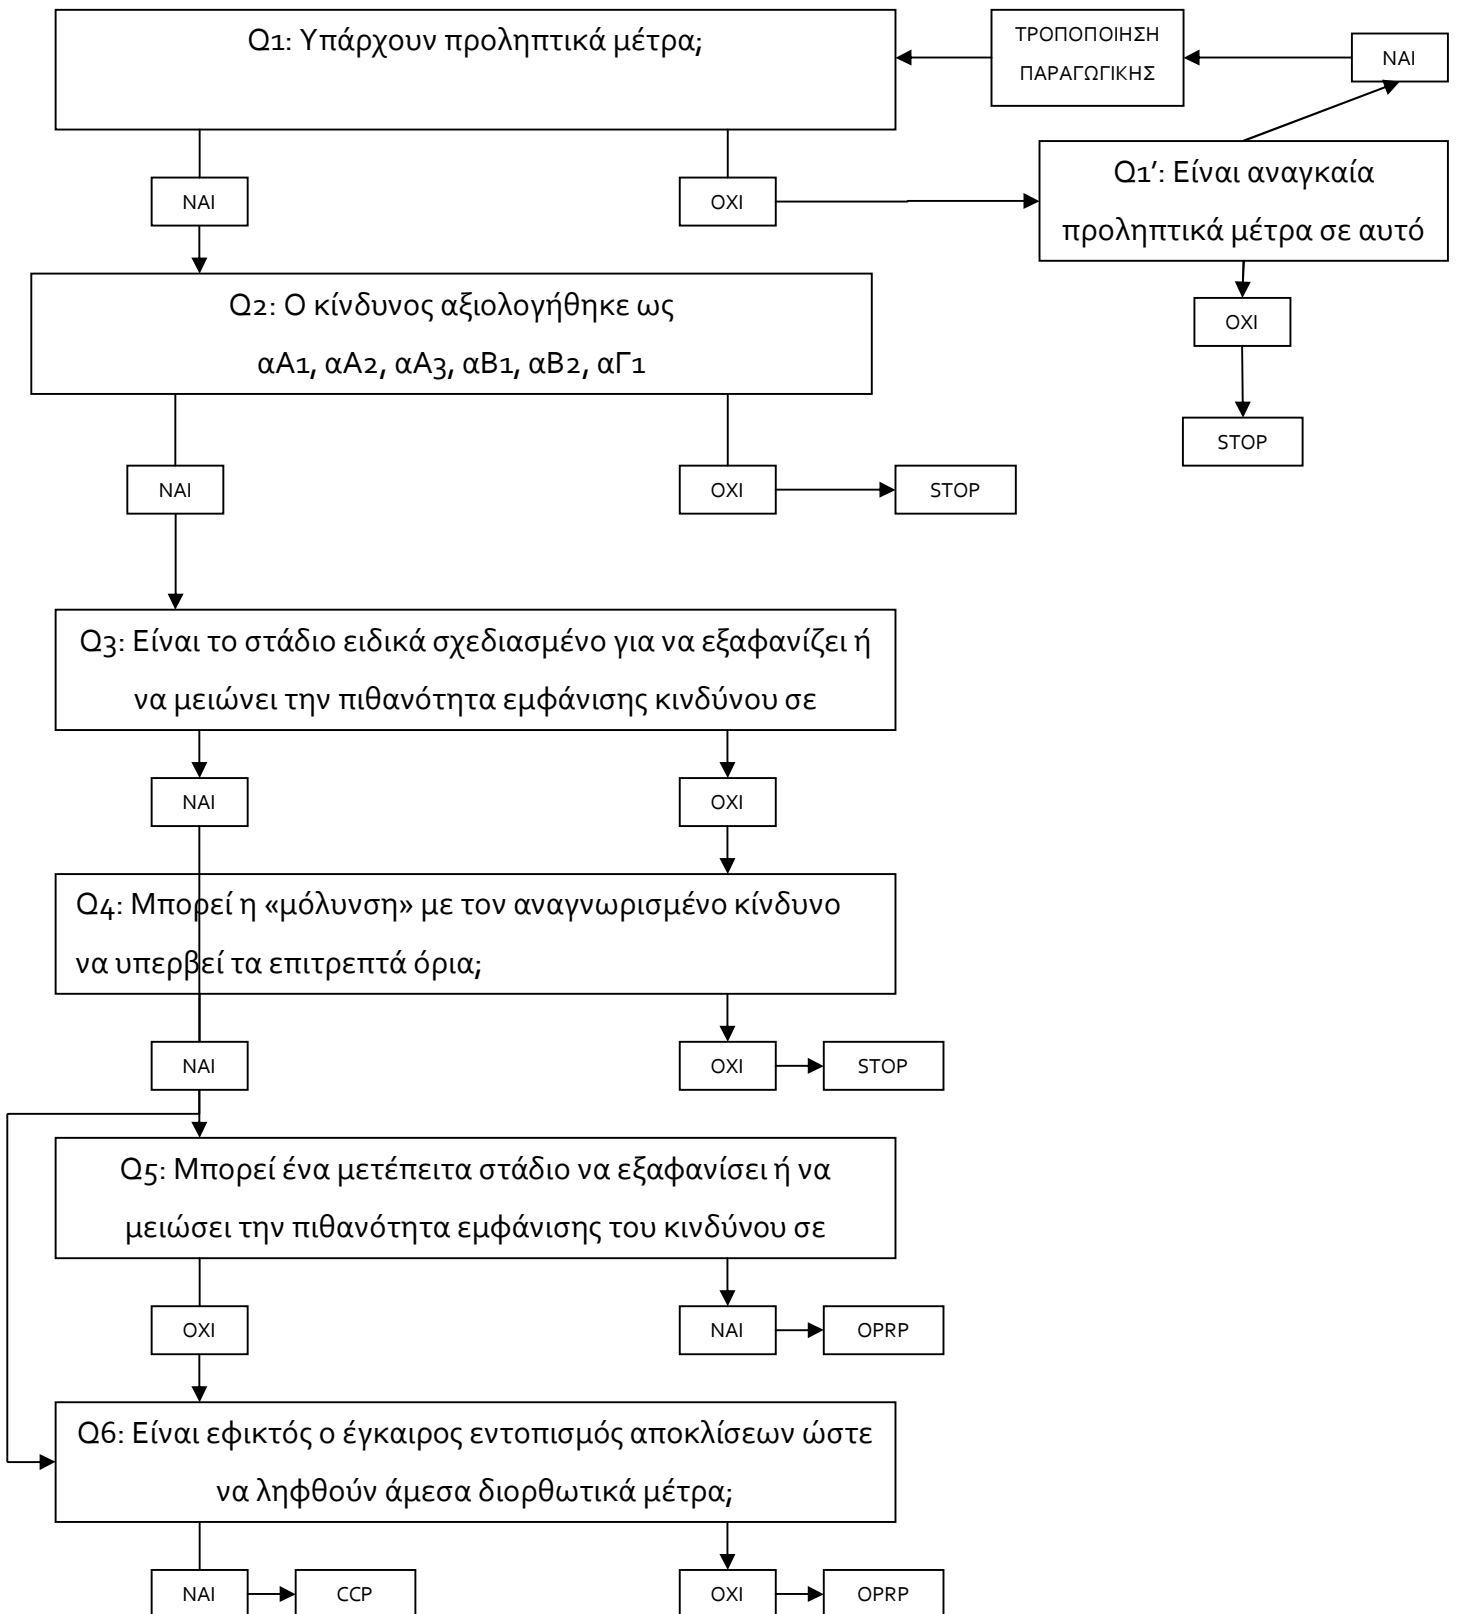 Q1: Υπάρχουν προληπτικά μέτρα;
ΤΡΟΠΟΠΟΙΗΣΗ
ΠΑΡΑΓΩΓΙΚΗΣ
ΝΑΙ
Q1’: Είναι αναγκαία
προληπτικά μέτρα σε αυτό
ΝΑΙ
ΟΧΙ
Q2: Ο κίνδυνος αξιολογήθηκε ως
αΑ1, αΑ2, αΑ3, αΒ1, αΒ2, αΓ1
ΟΧΙ
STOP
ΝΑΙ
ΟΧΙ
STOP
Q3: Είναι το στάδιο ειδικά σχεδιασμένο για να εξαφανίζει ή
να μειώνει την πιθανότητα εμφάνισης κινδύνου σε
ΝΑΙ
ΟΧΙ
Q4: Μπορεί η «μόλυνση» με τον αναγνωρισμένο κίνδυνο
να υπερβεί τα επιτρεπτά όρια;
ΝΑΙ
ΟΧΙ
STOP
Q5: Μπορεί ένα μετέπειτα στάδιο να εξαφανίσει ή να
μειώσει την πιθανότητα εμφάνισης του κινδύνου σε
ΟΧΙ
ΝΑΙ
OPRP
Q6: Είναι εφικτός ο έγκαιρος εντοπισμός αποκλίσεων ώστε
να ληφθούν άμεσα διορθωτικά μέτρα;
ΝΑΙ
CCP
ΟΧΙ
OPRP